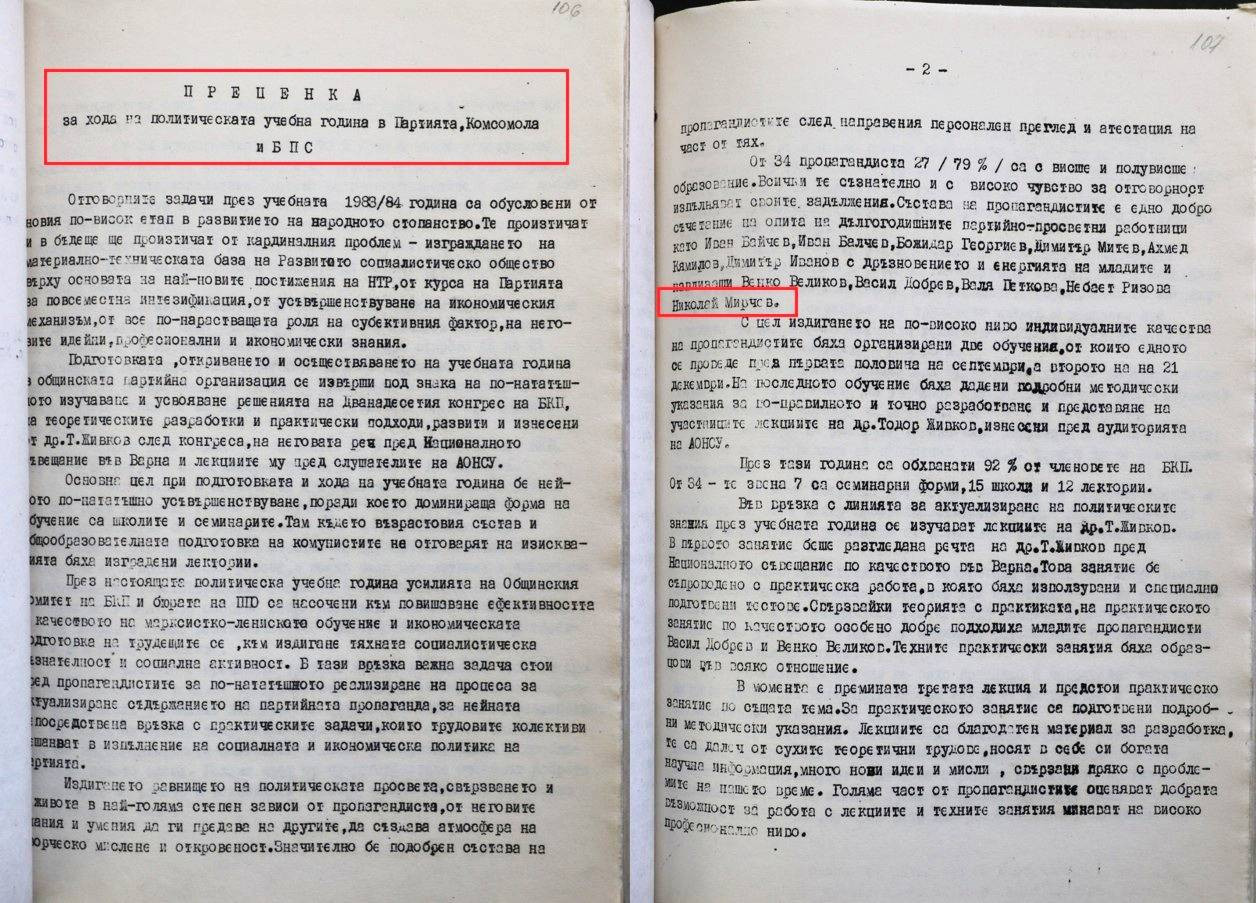 106
П Р Е Ц Е Н К А
за хода на политическата учебна година в Партията,Комсомола
и Б П С
Отговорните задачи през учебната 1983/84 година са обусловени от
новия по-висок етап в развитието на народното стопанство.Те произтичат
и в бъдеще ще произтичат от кардиналния проблем - изграждането на
материално-техническата база на Развитото социалистическо общество
върху основата на най-новите постижения на НТР,от курса на Партията
за повсеместна интезификация,от усъвършенствуване на икономическия
механизъм,от все по-нарастващата роля на субективния фактор,на него-
вите идейни,професионални и икономически знания.
Подготовката ,откриването и осъществяването на учебната година
в общинската партийна организация се извърши под знака на по-нататъш-
ното изучаване и усвояване решенията на Дванадесетия конгрес на БКП,
на теоретическите разработки и практически подходи,развити и изнесени
от др.Т.Живков след конгреса,на неговата реч пред Националното
съвещание във Варна и лекциите му пред слушателите на АОНСУ.
Основна цел при подготовката и хода на учебната година бе ней-
ното по-нататъшно усъвършенствуване,поради което доминираща форма на
обучение са школите и семинарите.Там където възрастовия състав и
общообразователната подготовка на комунистите не отговарят на изисква-
нията бяха изградени лектории.
През настоящата политическа учебна година усилията на Общинския
комитет на БКП и бюрата на ППО са насочени към повишаване ефективността
и качеството на марксистко-лениското обучение и икономическата
подготовка на трудещите се ,към издигане тяхната социалистическа
съзнателност и социална активност. В тази връзка важна задача стои
пред пропагандистите за по-нататъшното реализиране на процеса за
актуализиране съдържанието на партийната пропаганда,за нейната
непосредствена връзка с практическите задачи,които трудовите колективи
решават в изпълнение на социалната и икономическа политика на
партията.
Издигането равнището на политическата просвета,свързването и
с живота в най-голяма степен зависи от пропагандиста,от неговите
знания и умения да ги предава на другите,да създава атмосфера на
творческо мислене и откровеност.Значително бе подобрен състава на
107
- 2 -
пропагандистите след направения персонален преглед и атестация на
част от тях.
От 34 пропагандиста 27 / 79 % / са с висше и полувисше
образование.Всички те съзнателно и с високо чувство за отговорност
изпълняват своите задължения.Състава на пропагандистите е едно добро
съчетание на опита на дългогодишните партийно-просветни работници
като Иван Байчев,Иван Балчев,Божидар Георгиев,Димитър Митев,Ахмед
Кямилов,Димитър Иванов с дръзновението и енергията на младите и
навлизащи Венко Великов,Васил Добрев,Валя Петкова,Небает Ризова
Николай Мирчев.
С цел издигането на по-високо ниво индивидуалните качества
на пропагандистите бяха организирани две обучения,от които едното
се проведе през първата половина на септември,а второто на на 21
декември.На последното обучение бяха дадени подробни методически
указания за по-правилното и точно разработване и представяне на
участниците лекциите на др.Тодор Живков,изнесени пред аудиторията
на АОНСУ.
През тази година са обхванати 92 % от членовете на БКП.
От 34 - те звена 7 са семинарни форми,15 школи и 12 лектории.
Във връзка с линията за актуализиране на политическите
знания през учебната година се изучават лекциите на др.Т.Живков.
В първото занятие беше разгледана речта на др.Т.Живков пред
Националното съвещание по качеството във Варна.Това занятие бе
съпроводено с практическа работа,в която бяха използувани и специално
подготвени тестове.Свързвайки теорията с практиката,на практическото
занятие по качеството особено добре подходиха младите пропагандисти
Васил Добрев и Венко Великов.Техните практически занятия бяха образ-
цови във всяко отношение.
В момента е премината третата лекция и предстои практическо
занятие по същата тема.За практическото занятие са подготвени подроб-
ни методически указания. Лекциите са благодатен материал за разработка,
те са далеч от сухите теоретични трудове,носят в себе си богата
научна информация,много нови идеи и мисли , свързани пряко с пробле-
мите на нашето време. Голяма част от пропагандистите оценяват добрата
възможност за работа с лекциите и техните занятия минават на високо
професионално ниво.